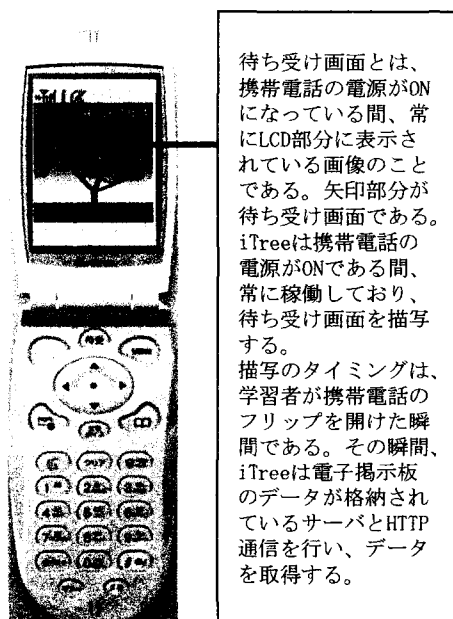 待ち受け画面とは、
携帯電話の電源がON
になっている間、常
にLCD部分に表示さ
れている画像のこと
である。矢印部分が
待ち受け画面である。
iTreeは携帯電話の
電源がONである間、
常に稼働しており、
待ち受け画面を描写
する。
描写のタイミングは、
学習者が携帯電話の
フリップを開けた瞬
間である。その瞬間、
iTreeは電子掲示板
のデータが格納され
ているサーバとHTTP
通信を行い、データ
を取得する。
クリア